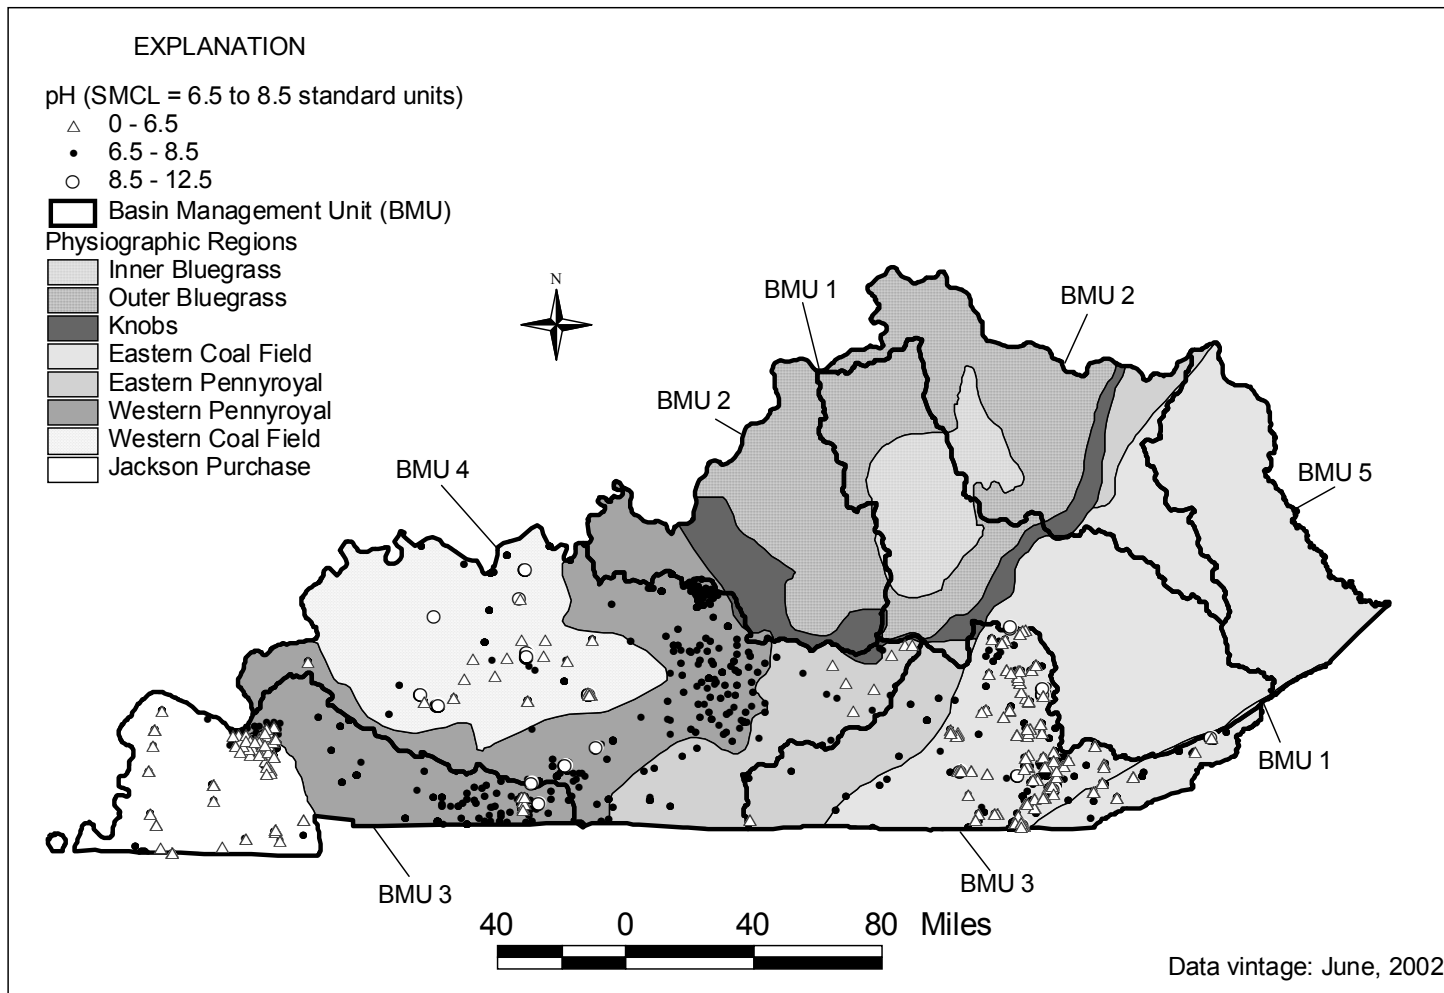 EXPLANATION
pH (SMCL = 6.5 to 8.5 standard units)
0 - 6.5
6.5 - 8.5
8.5 - 12.5
Basin Management Unit (BMU)
Physiographic Regions
Inner Bluegrass
Outer Bluegrass
Knobs
Eastern Coal Field
Eastern Pennyroyal
Western Pennyroyal
Western Coal Field
Jackson Purchase
N
BMU 1
BMU 2
BMU 2
BMU 4
BMU 5
BMU 1
BMU 3
BMU 3
40 0 40 80 Miles
Data vintage: June, 2002